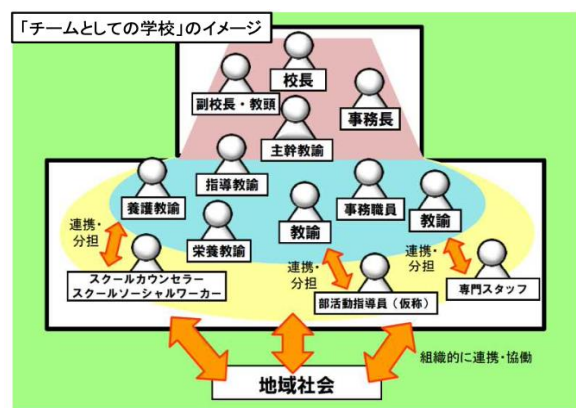 「チームとしての学校」のイメージ
校長
副校長・教頭
事務長
主幹教諭
指導教諭
養護教諭
事務職員
教諭
教諭
栄養教諭
連携・
分担
スクールカウンセラー
スクールソーシャルワーカー
連携・
分担
部活動指導員(仮称)
連携・
分担
専門スタッフ
組織的に連携・協働
地域社会